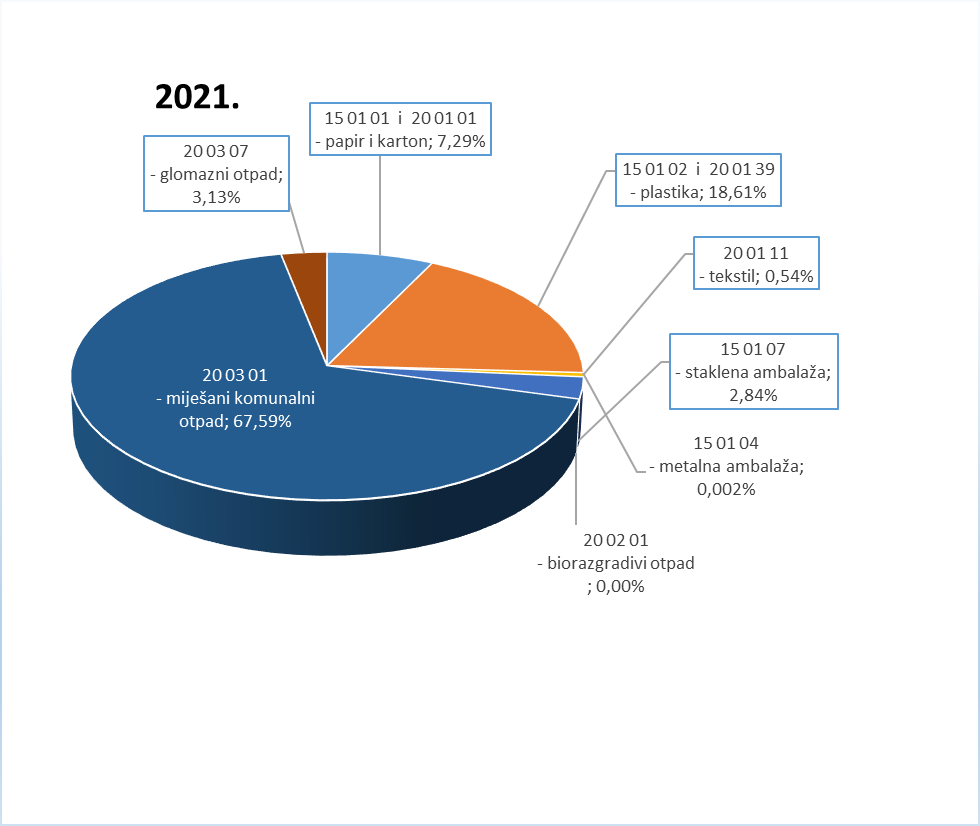 2021.
15 01 01 i 20 01 01
- papir i karton; 7,29%
20 03 07
- glomazni otpad;
3,13%
15 01 02 i 20 01 39
- plastika; 18,61%
20 01 11
- tekstil; 0,54%
15 01 07
- staklena ambalaža;
2,84%
20 03 01
- miješani komunalni
otpad; 67,59%
15 01 04
- metalna ambalaža;
0,002%
20 02 01
- biorazgradivi otpad
; 0,00%